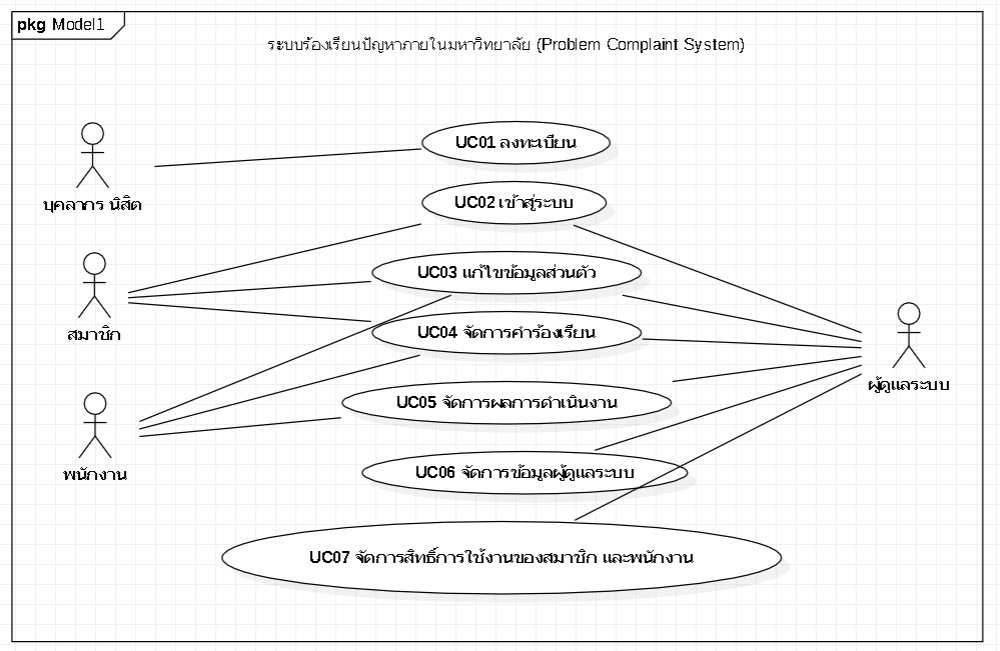 pkg Model1
ระบบร้องเรียนปัญหาภายในมหาวิทยาลัย (Problem Complaint System)
UC01 ลงทะเบียน
บุคลากร นิสิต
UC02 เข้าสู่ระบบ
UC03 แก้ไขข้อมูลส่วนตัว
สมาชิก
UC04 จัดการคำร้องเรียน
ผู้ดูแลระบบ
UC05 จัดการผลการดำเนินงาน
พนักงาน
UC06 จัดการข้อมูลผู้ดูแลระบบ
UC07 จัดการสิทธิ์การใช้งานของสมาชิก และพนักงาน